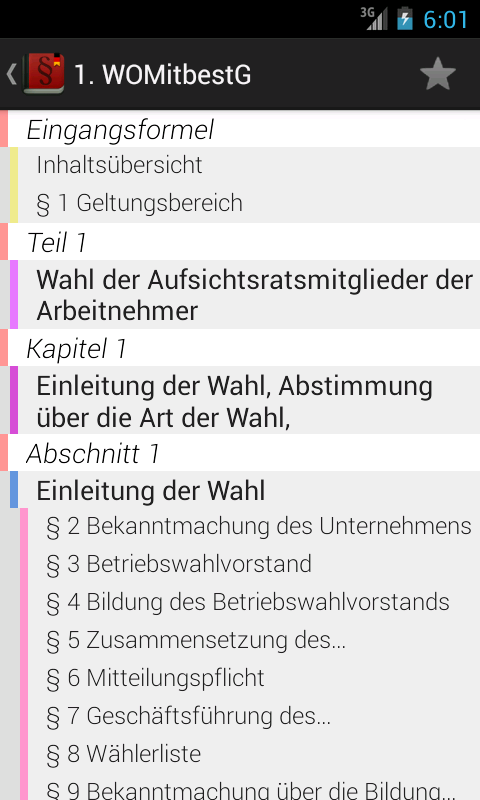 3G 6:01
1. WOMitbestG
Eingangsformel
Inhaltsübersicht
§ 1 Geltungsbereich
Teil 1
Wahl der Aufsichtsratsmitglieder der
Arbeitnehmer
Kapitel 1
Einleitung der Wahl, Abstimmung
über die Art der Wahl,
Abschnitt 1
Einleitung der Wahl
§ 2 Bekanntmachung des Unternehmens
§ 3 Betriebswahlvorstand
§ 4 Bildung des Betriebswahlvorstands
§ 5 Zusammensetzung des...
§ 6 Mitteilungspflicht
§ 7 Geschäftsführung des...
§ 8 Wählerliste
§ 9 Bekanntmachung über die Bildung...